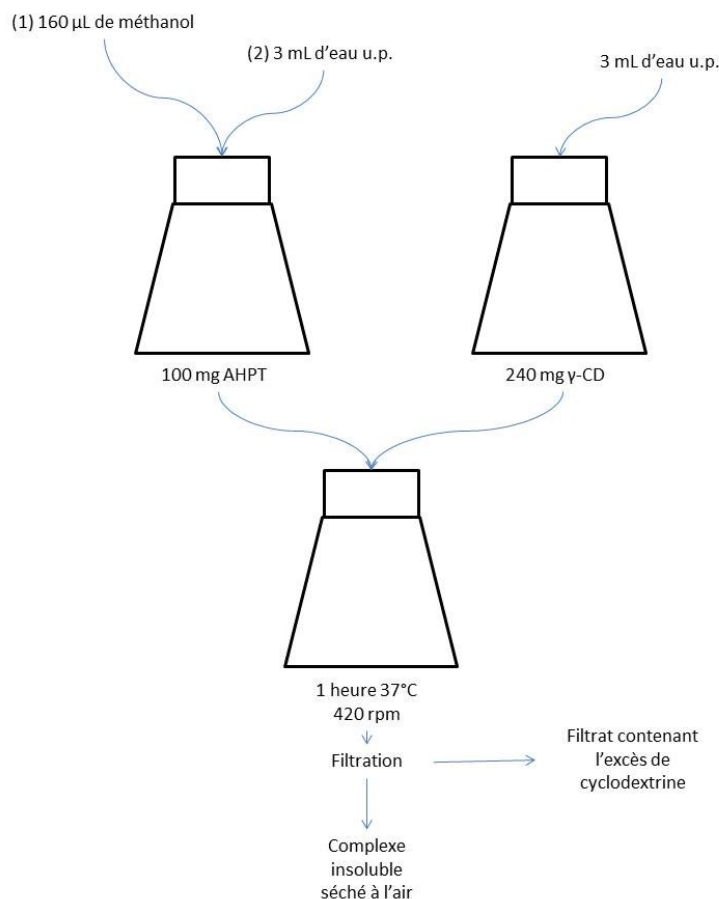 (1) 160 µL de méthanol
(2) 3 mL d’eau u.p.
3 mL d’eau u.p.
100 mg AHPT
240 mg γ-CD
1 heure 37°C
420 rpm
Filtration
Filtrat contenant
l’excès de
cyclodextrine
Complexe
insoluble
séché à l’air